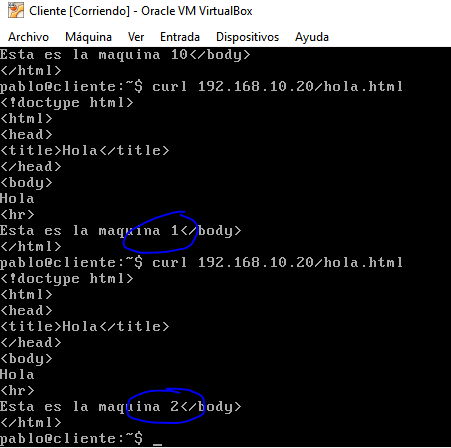 Cliente [Corriendo] - Oracle VM VirtualBox
Archivo Máquina Ver Entrada Dispositivos Ayuda
Esta es la maquina 10</body>
</html>
pablo@cliente:~$ curl 192.168.10.20/hola.html
<!doctype html>
<html>
<head>
<title>Hola</title>
</head>
<body>
Hola
<hr>
Esta es la maquina 1</body>
</html>
pablo@cliente:~$ curl 192.168.10.20/hola.html
<!doctype html>
<html>
<head>
<title>Hola</title>
</head>
<body>
Hola
<hr>
Esta es la maquina 2</body>
</html>
pablo@cliente:~$ _